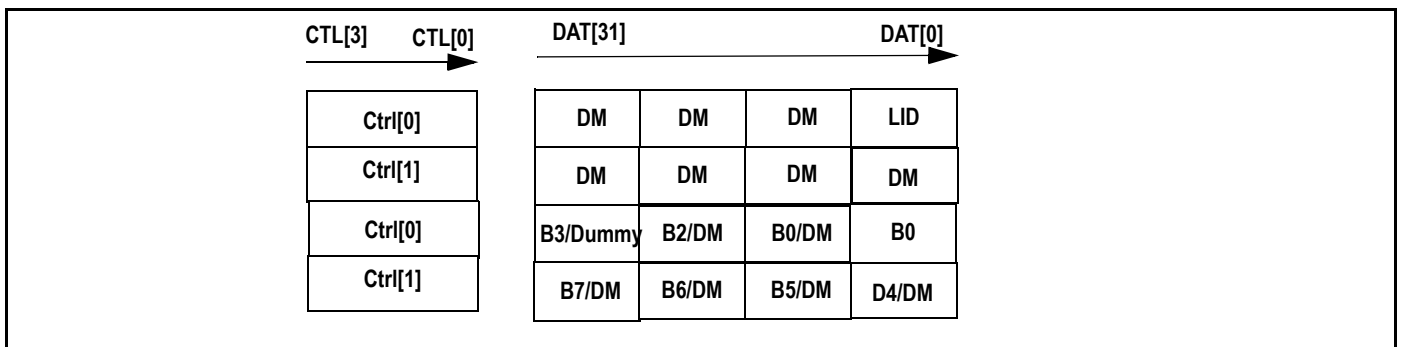 CTL[3] CTL[0] DAT[31] DAT[0]
Ctrl[0] DM DM DM LID
Ctrl[1] DM DM DM DM
Ctrl[0] B3/Dummy B2/DM B0/DM B0
Ctrl[1] B7/DM B6/DM B5/DM D4/DM